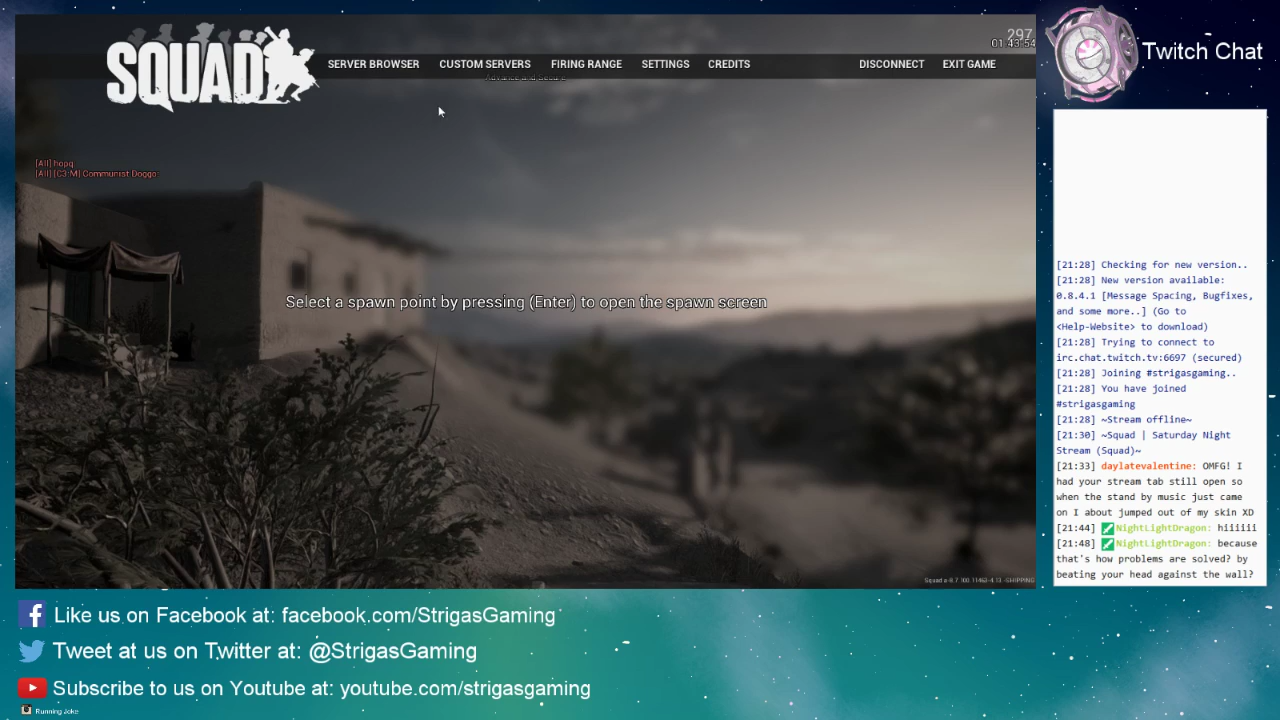 SQUAD
SERVER BROWSER CUSTOM SERVERS FIRING RANGE SETTINGS CREDITS DISCONNECT EXIT GAME
297
01:43:54
Advance and Secure
[All] hopq
[All] [C3:M] Communist Doggo:
Select a spawn point by pressing (Enter) to open the spawn screen
Twitch Chat
[21:28] Checking for new version..
[21:28] New version available:
0.8.4.1 [Message Spacing, Bugfixes,
and some more..] (Go to
<Help-Website> to download)
[21:28] Trying to connect to
irc.chat.twitch.tv:6697 (secured)
[21:28] Joining #strigasgaming..
[21:28] You have joined
#strigasgaming
[21:28] ~Stream offline~
[21:30] ~Squad | Saturday Night
Stream (Squad)~
[21:33] daylatevalentine: OMFG! I
had your stream tab still open so
when the stand by music just came
on I about jumped out of my skin XD
[21:44] NightLightDragon: hiiiiii
[21:48] NightLightDragon: because
that's how problems are solved? by
beating your head against the wall?
Like us on Facebook at: facebook.com/StrigasGaming
Tweet at us on Twitter at: @StrigasGaming
Subscribe to us on Youtube at: youtube.com/strigasgaming
Running Joke